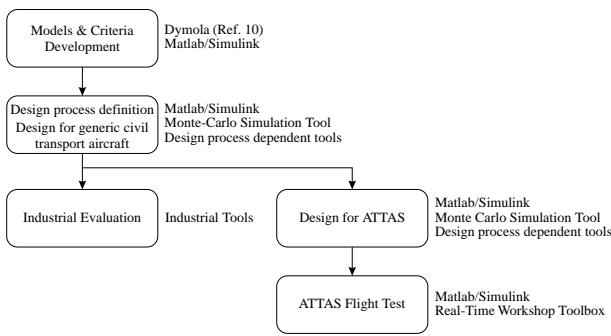 Models & Criteria
Development
Dymola (Ref. 10)
Matlab/Simulink
Design process definition
Design for generic civil
transport aircraft
Matlab/Simulink
Monte-Carlo Simulation Tool
Design process dependent tools
Industrial Evaluation
Industrial Tools
Design for ATTAS
Matlab/Simulink
Monte Carlo Simulation Tool
Design process dependent tools
ATTAS Flight Test
Matlab/Simulink
Real-Time Workshop Toolbox